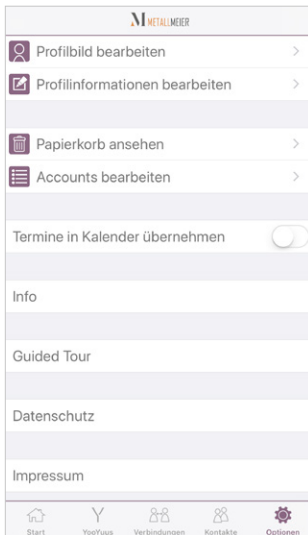 M METALLMEIER
Profilbild bearbeiten
Profilinformationen bearbeiten
Papierkorb ansehen
Accounts bearbeiten
Termine in Kalender übernehmen
Info
Guided Tour
Datenschutz
Impressum
Start YooYuus Verbindungen Kontakte Optionen